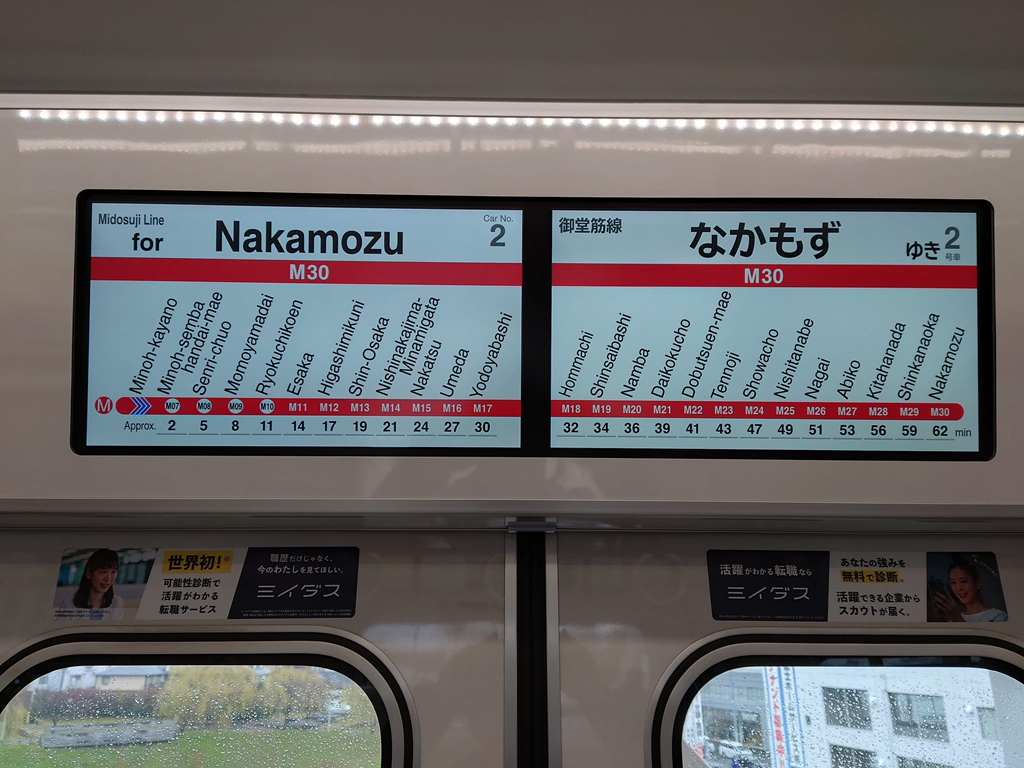 Midosuji Line
for Nakamozu
Car No.
2
M30
Minoh-kayano
Minoh-semba handai-mae
Senri-chuo
Momoyamadai
Ryokuchikoen
Esaka
Higashimikuni
Shin-Osaka
Nishinakajima-Minamigata
Nakatsu
Umeda
Yodoyabashi
M M07 M08 M09 M10 M11 M12 M13 M14 M15 M16 M17
Approx. 2 5 8 11 14 17 19 21 24 27 30
御堂筋線
なかもず ゆき
2
号車
M30
Hommachi
Shinsaibashi
Namba
Daikokucho
Dobutsuen-mae
Tennoji
Showacho
Nishitanabe
Nagai
Abiko
Kitahanada
Shinkanaoka
Nakamozu
M18 M19 M20 M21 M22 M23 M24 M25 M26 M27 M28 M29 M30
32 34 36 39 41 43 47 49 51 53 56 59 62 min
世界初!
可能性診断で
活躍がわかる
転職サービス
職歴だけじゃなく、
今のわたしを見てほしい。
ミイダス
活躍がわかる転職なら
ミイダス
あなたの強みを
無料で診断。
活躍できる企業から
スカウトが届く。